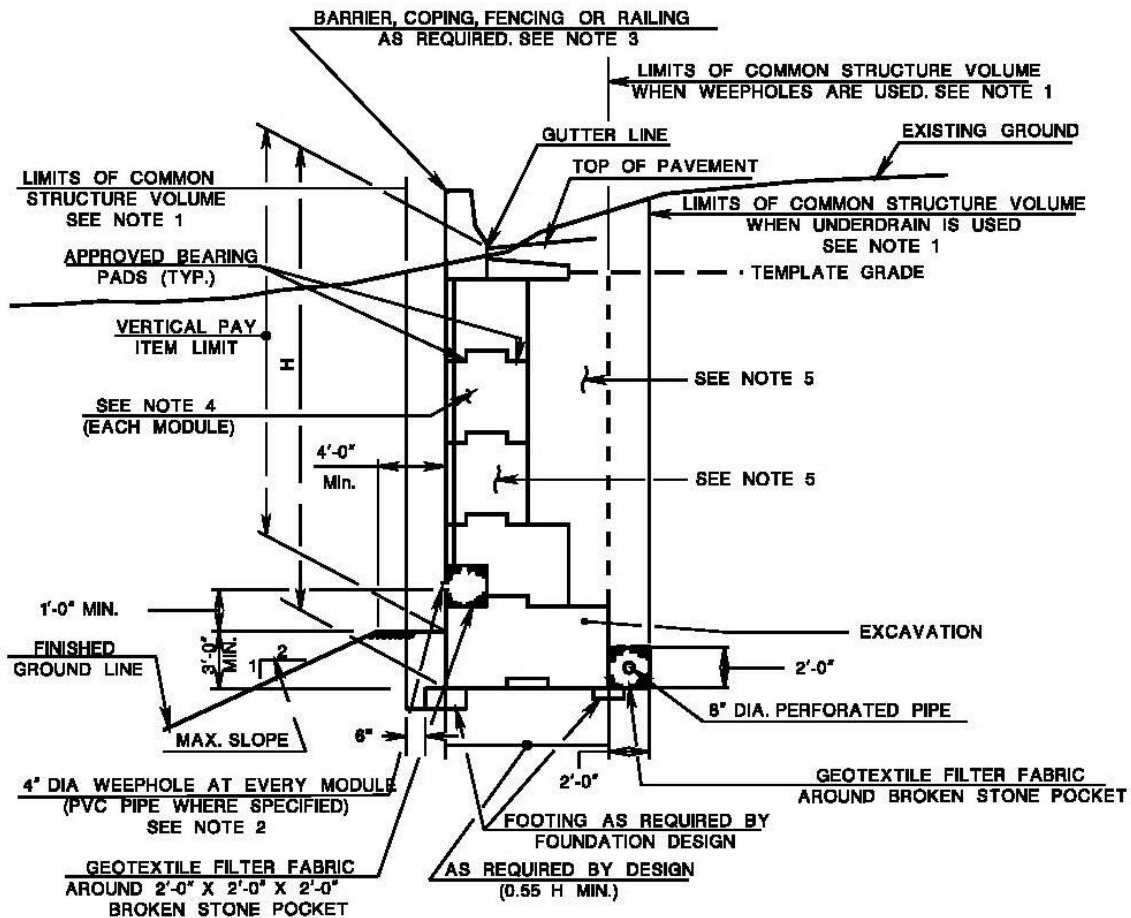 BARRIER, COPING, FENCING OR RAILING
AS REQUIRED. SEE NOTE 3
LIMITS OF COMMON STRUCTURE VOLUME
WHEN WEEPHOLES ARE USED. SEE NOTE 1
GUTTER LINE
EXISTING GROUND
TOP OF PAVEMENT
LIMITS OF COMMON
STRUCTURE VOLUME
SEE NOTE 1
LIMITS OF COMMON STRUCTURE VOLUME
WHEN UNDERDRAIN IS USED
SEE NOTE 1
APPROVED BEARING
PADS (TYP.)
TEMPLATE GRADE
VERTICAL PAY
ITEM LIMIT
H
SEE NOTE 5
SEE NOTE 4
(EACH MODULE)
4'-0"
Min.
SEE NOTE 5
1'-0" MIN.
3'-0"
MIN.
EXCAVATION
FINISHED
GROUND LINE
2
1
2'-0"
MAX. SLOPE
6"
8" DIA. PERFORATED PIPE
2'-0"
4" DIA WEEPHOLE AT EVERY MODULE
(PVC PIPE WHERE SPECIFIED)
SEE NOTE 2
GEOTEXTILE FILTER FABRIC
AROUND BROKEN STONE POCKET
FOOTING AS REQUIRED BY
FOUNDATION DESIGN
GEOTEXTILE FILTER FABRIC
AROUND 2'-0" X 2'-0" X 2'-0"
BROKEN STONE POCKET
AS REQUIRED BY DESIGN
(0.55 H MIN.)